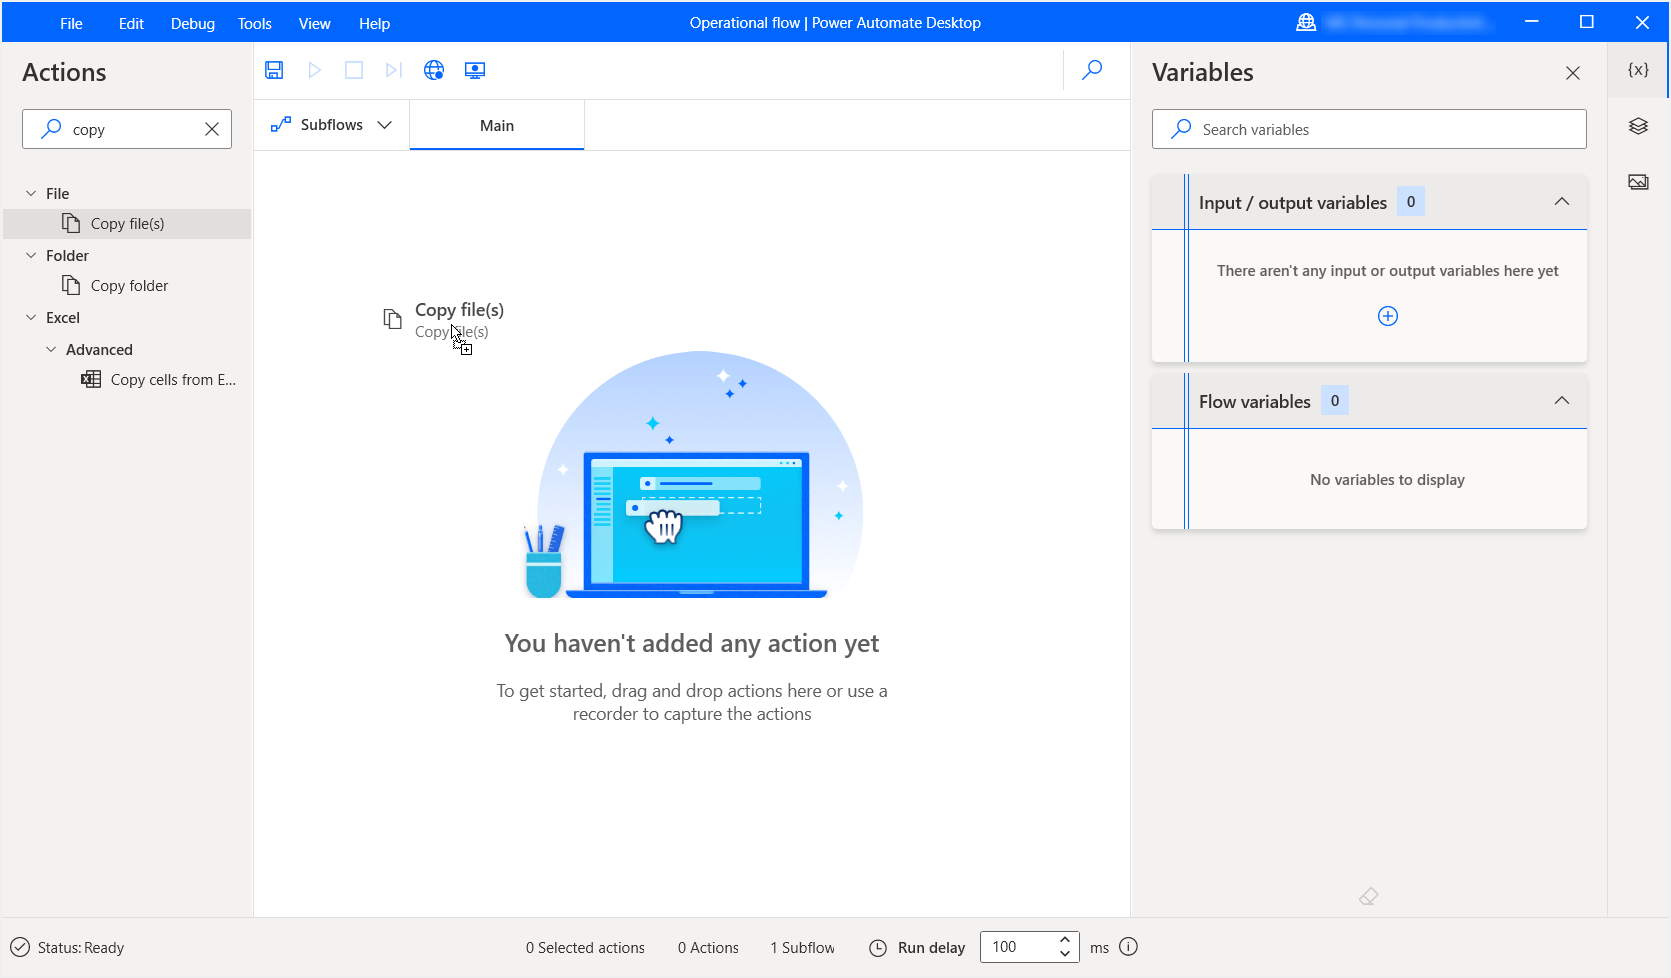 File Edit Debug Tools View Help
Operational flow | Power Automate Desktop
Actions
copy
File
Copy file(s)
Folder
Copy folder
Excel
Advanced
Copy cells from E...
Subflows
Main
Copy file(s)
Copy file(s)
You haven't added any action yet
To get started, drag and drop actions here or use a
recorder to capture the actions
Variables
{x}
Search variables
Input / output variables 0
There aren't any input or output variables here yet
Flow variables 0
No variables to display
Status: Ready
0 Selected actions 0 Actions 1 Subflow Run delay 100 ms